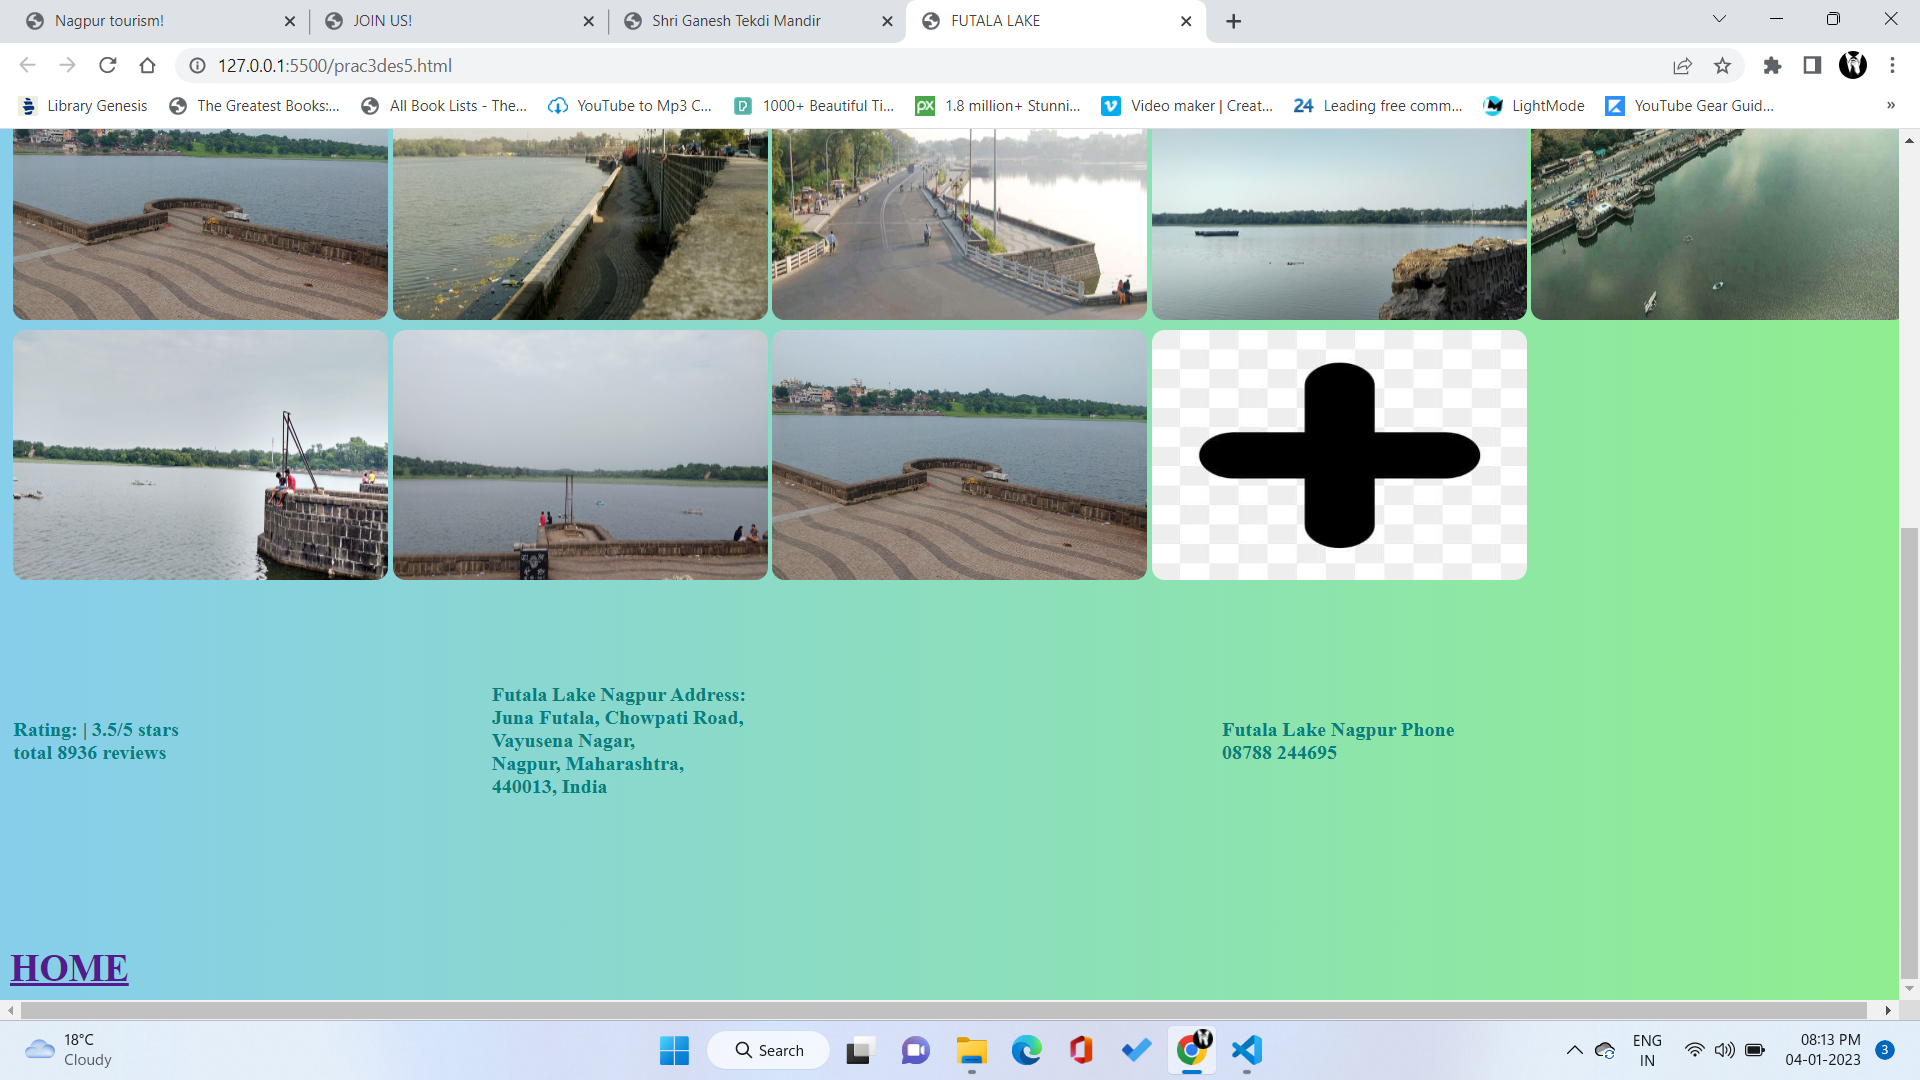 Nagpur tourism!
JOIN US!
Shri Ganesh Tekdi Mandir
FUTALA LAKE
127.0.0.1:5500/prac3des5.html
Library Genesis
The Greatest Books:...
All Book Lists - The...
YouTube to Mp3 C...
1000+ Beautiful Ti...
px
1.8 million+ Stunni...
Video maker | Creat...
24
Leading free comm...
LightMode
YouTube Gear Guid...
»
Rating: | 3.5/5 stars
total 8936 reviews
Futala Lake Nagpur Address:
Juna Futala, Chowpati Road,
Vayusena Nagar,
Nagpur, Maharashtra,
440013, India
Futala Lake Nagpur Phone
08788 244695
HOME
18°C
Cloudy
Search
ENG
IN
08:13 PM
04-01-2023
3